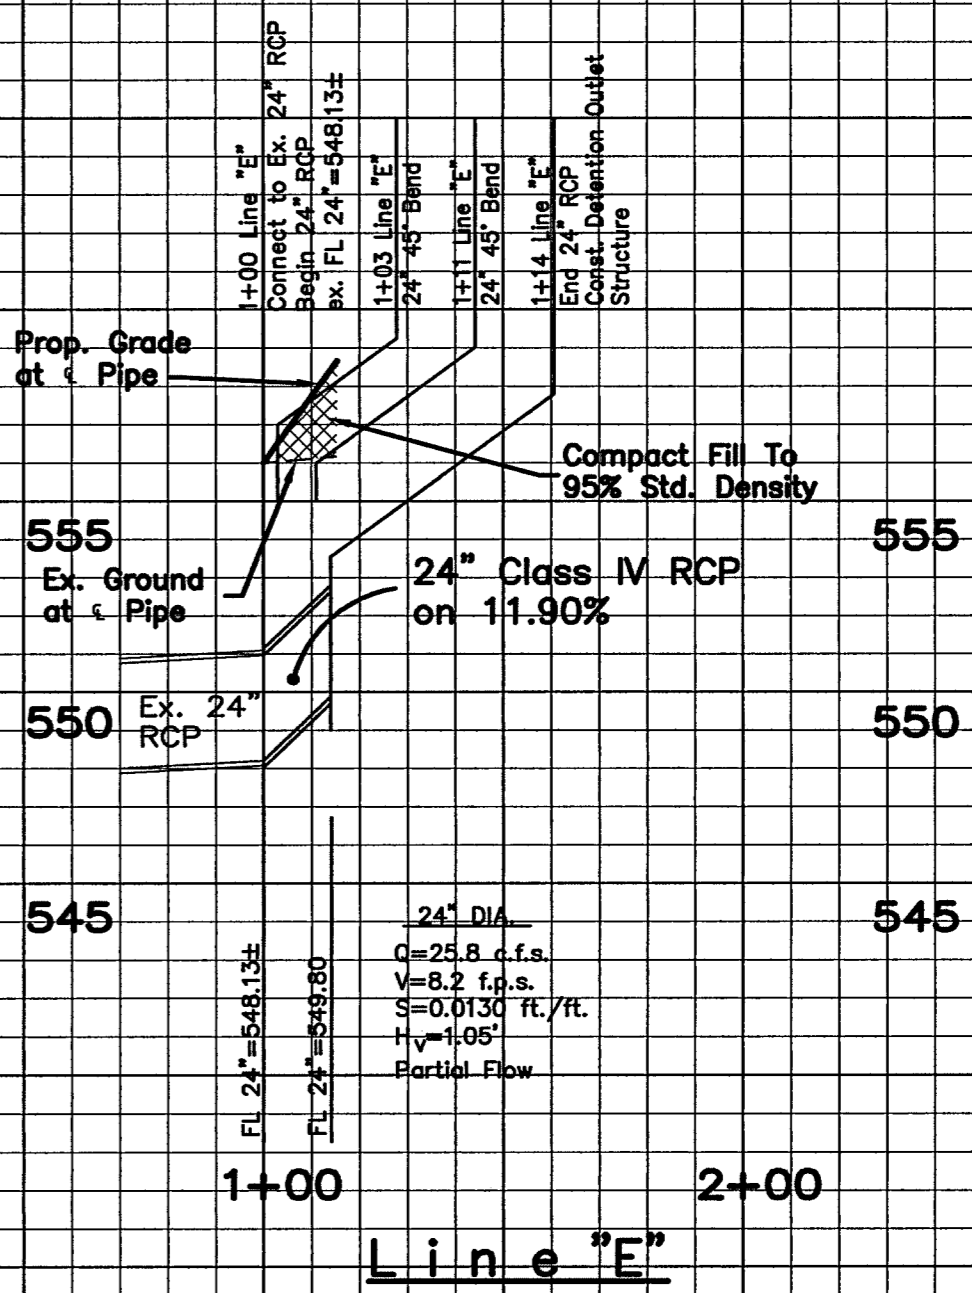 1+00 Line "E"
Connect to Ex. 24" RCP
Begin 24" RCP
ex. FL 24"=548.13±
1+03 Line "E"
24" 45° Bend
1+11 Line "E"
24" 45° Bend
1+14 Line "E"
End 24" RCP
Const. Detention Outlet
Structure
Prop. Grade
at ℄ Pipe
Compact Fill To
95% Std. Density
555
555
Ex. Ground
at ℄ Pipe
24" Class IV RCP
on 11.90%
550
Ex. 24"
RCP
550
545
545
24" DIA.
Q=25.8 c.f.s.
V=8.2 f.p.s.
S=0.0130 ft./ft.
Hv=1.05'
Partial Flow
FL 24"=548.13±
FL 24"=549.80
1+00
2+00
Line "E"